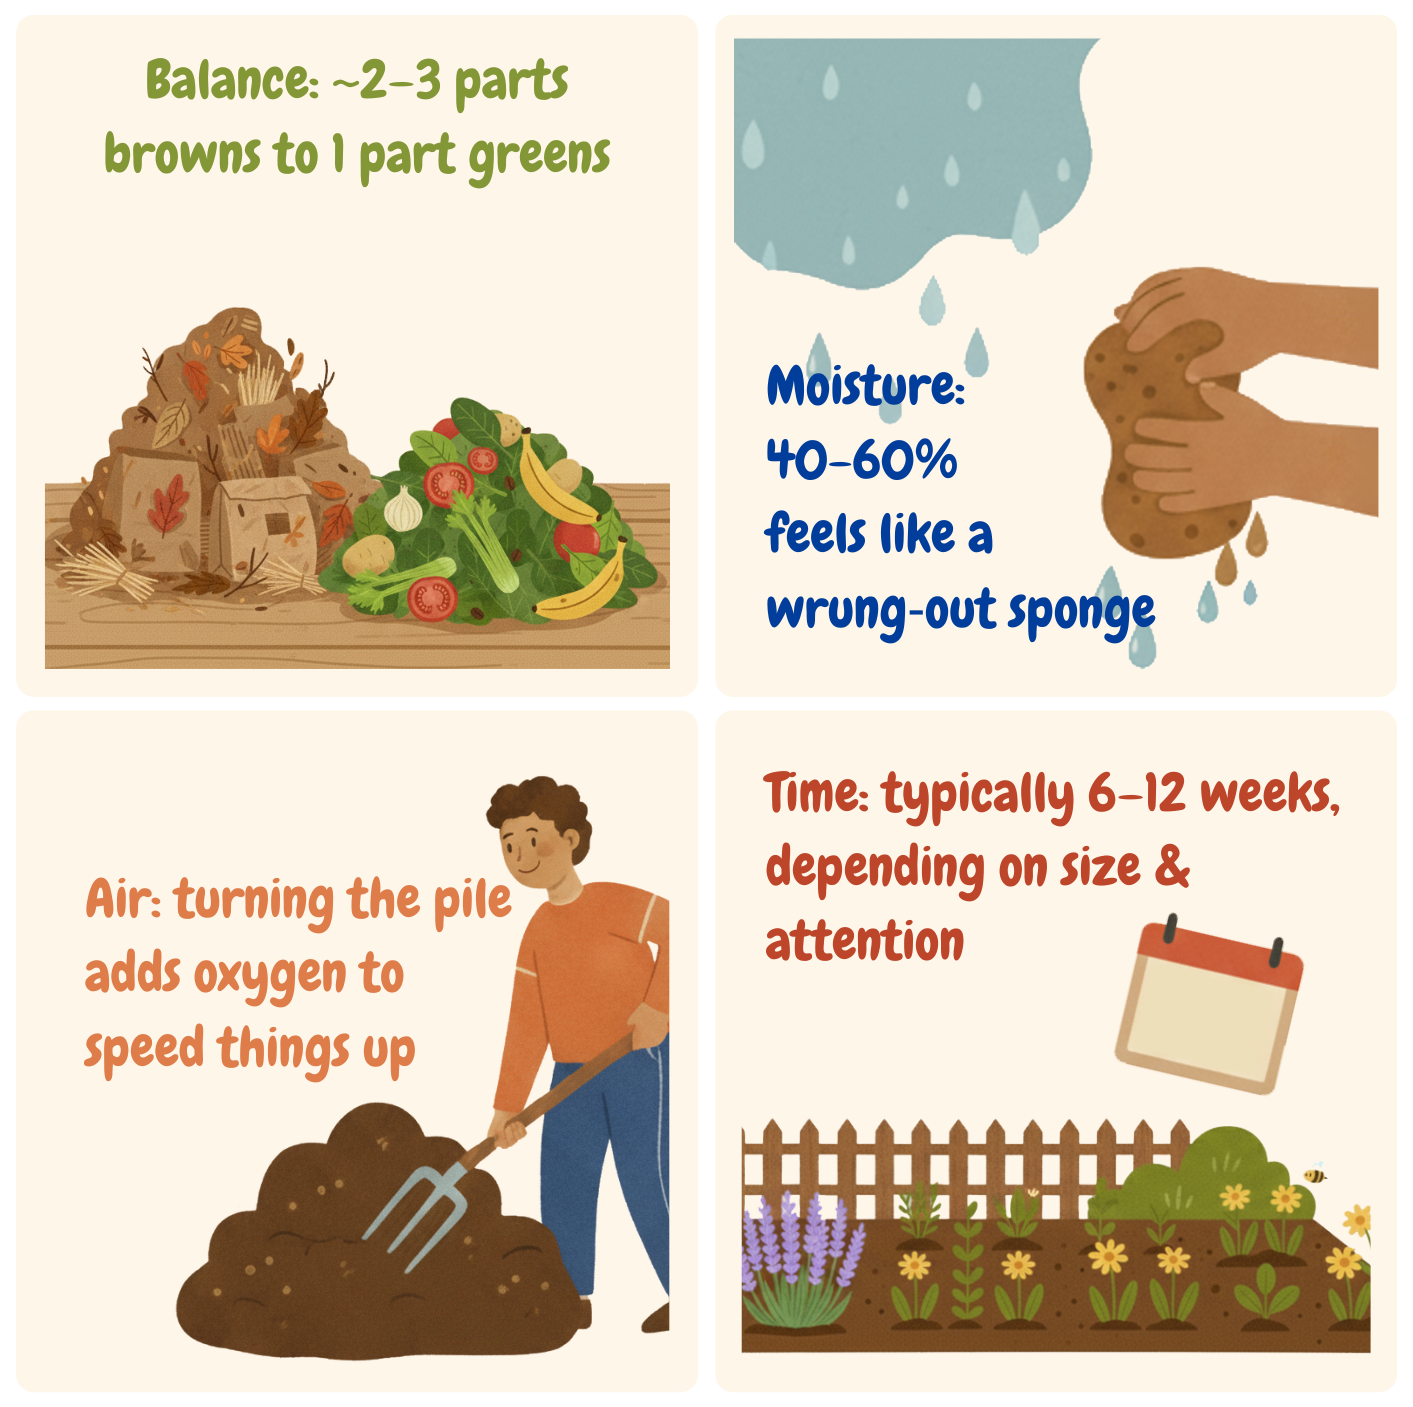 Balance: ~2–3 parts
browns to 1 part greens
Moisture:
40–60%
feels like a
wrung-out sponge
Air: turning the pile
adds oxygen to
speed things up
Time: typically 6–12 weeks,
depending on size &
attention